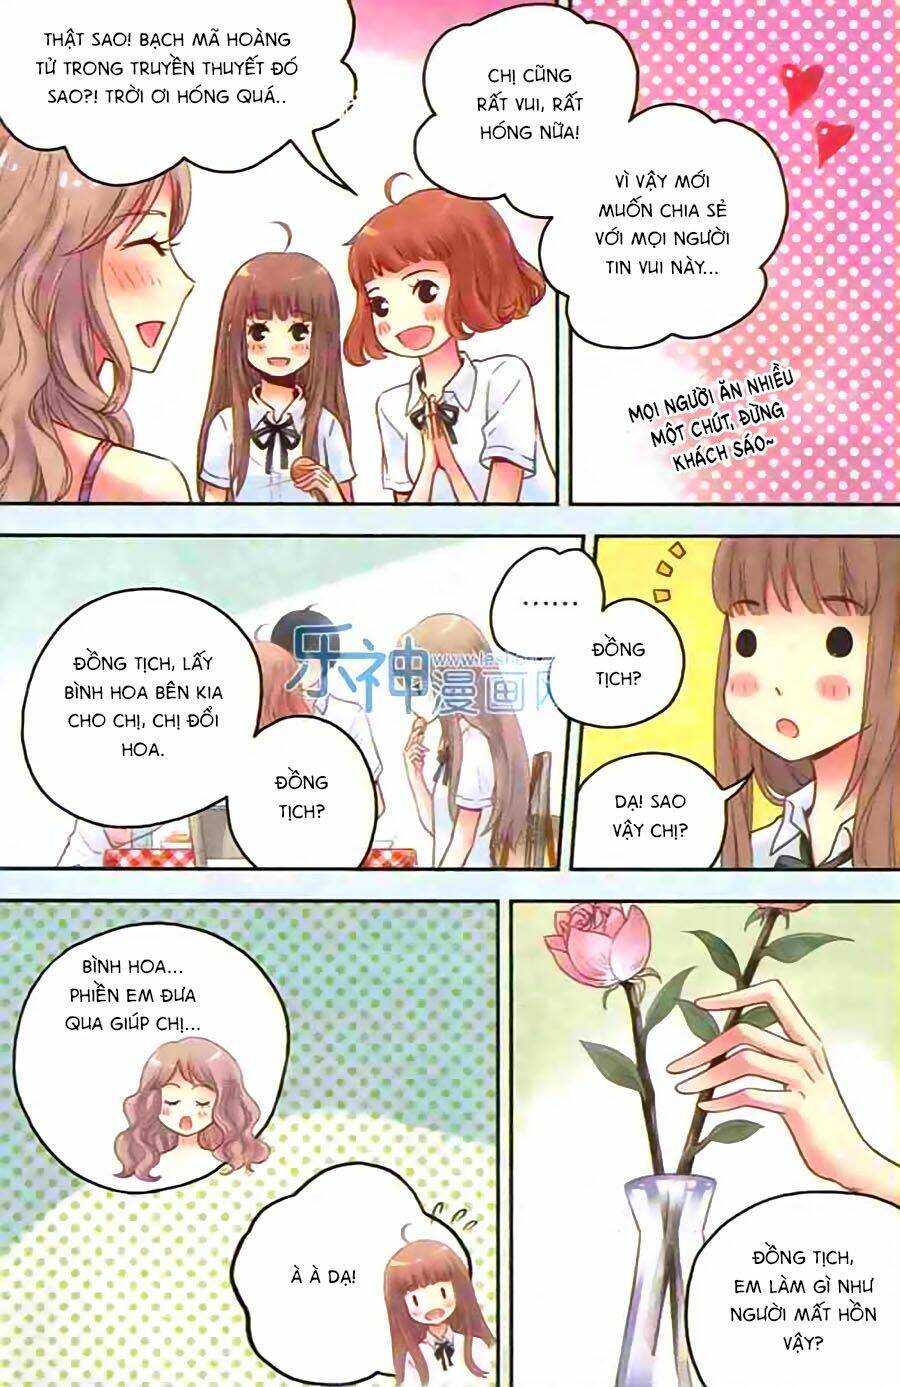 THẬT SAO! BẠCH MÃ HOÀNG
TỬ TRONG TRUYỀN THUYẾT ĐÓ
SAO?! TRỜI ƠI HÓNG QUÁ..
CHỊ CŨNG
RẤT VUI, RẤT
HÓNG NỮA!
VÌ VẬY MỚI
MUỐN CHIA SẺ
VỚI MỌI NGƯỜI
TIN VUI NÀY...
MỌI NGƯỜI ĂN NHIỀU
MỘT CHÚT, ĐỪNG
KHÁCH SÁO~
ĐỒNG TỊCH, LẤY
BÌNH HOA BÊN KIA
CHO CHỊ, CHỊ ĐỔI
HOA.
ĐỒNG
TỊCH?
乐神
漫画
.......
ĐỒNG
TỊCH?
DẠ! SAO
VẬY CHỊ?
BÌNH HOA...
PHIỀN EM ĐƯA
QUA GIÚP CHỊ...
À À DẠ!
ĐỒNG TỊCH,
EM LÀM GÌ NHƯ
NGƯỜI MẤT HỒN
VẬY?